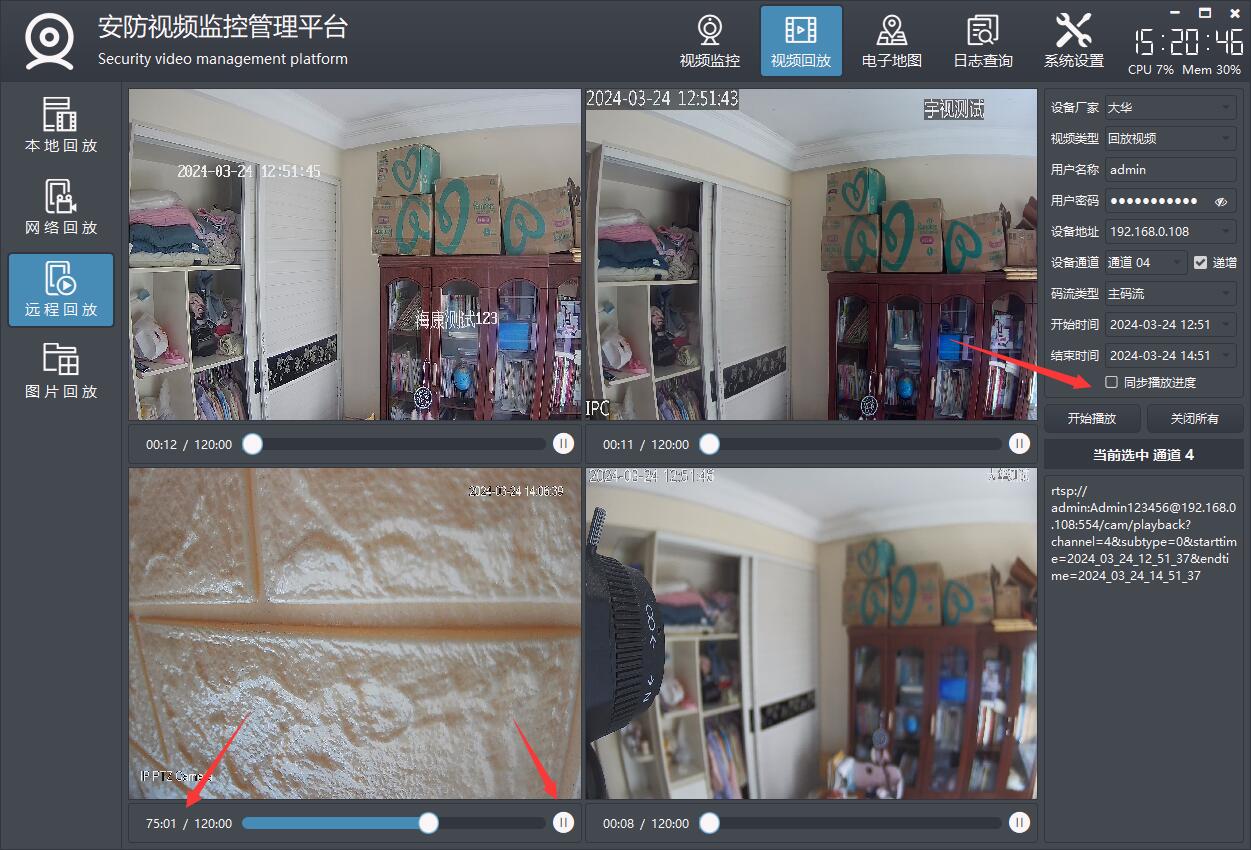 安防视频监控管理平台
Security video management platform
视频监控
视频回放
电子地图
日志查询
系统设置
15:20:46
CPU 7% Mem 30%
本地回放
网络回放
远程回放
图片回放
2024-03-24 12:51:45
海康测试123
00:12 / 120:00
2024-03-24 12:51:43
宇视测试
IPC
00:11 / 120:00
2024-03-24 14:06:39
IP PTZ Camera
75:01 / 120:00
00:08 / 120:00
设备厂家 大华
视频类型 回放视频
用户名称 admin
用户密码 ●●●●●●●●●●●
设备地址 192.168.0.108
设备通道 通道 04 递增
码流类型 主码流
开始时间 2024-03-24 12:51
结束时间 2024-03-24 14:51
同步播放进度
开始播放 关闭所有
当前选中 通道 4
rtsp://
admin:Admin123456@192.168.0
.108:554/cam/playback?
channel=4&subtype=0&starttim
e=2024_03_24_12_51_37&endti
me=2024_03_24_14_51_37